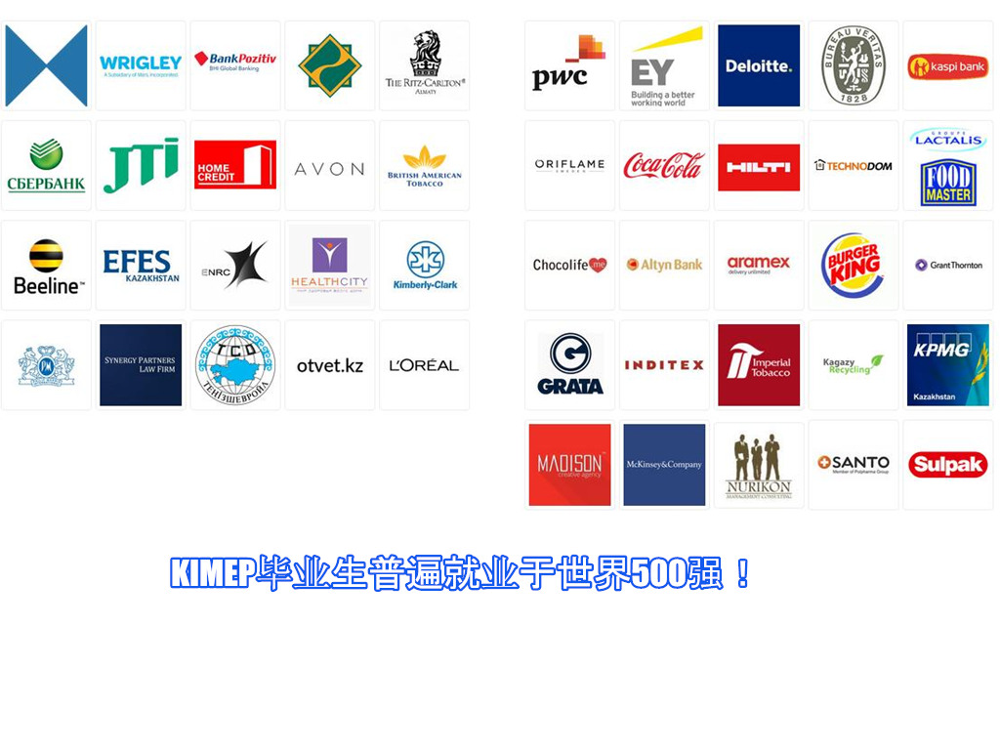 WRIGLEY
A Subsidiary of Mars, Incorporated
BankPozitiv
BHI Global Banking
THE RITZ-CARLTON®
ALMATY
pwc
EY
Building a better
working world
Deloitte.
BUREAU VERITAS
1828
kaspi bank
СБЕРБАНК
JTi
HOME
CREDIT
AVON
BRITISH AMERICAN
TOBACCO
ORIFLAME
SWEDEN
Coca-Cola
HILTI
TECHNODOM
GROUPE
LACTALIS
FOOD
MASTER
Beeline™
EFES
KAZAKHSTAN
ENRC
HEALTHCITY
Kimberly-Clark
Chocolife me
Altyn Bank
aramex
delivery unlimited
BURGER
KING
Grant Thornton
PM
SYNERGY PARTNERS
LAW FIRM
ТСО
ТЕҢІЗШЕВРОЙЛ
otvet.kz
L'ORÉAL
G
GRATA
INDITEX
Imperial
Tobacco
Kagazy
Recycling
KPMG
Kazakhstan
MADISON
creative agency
McKinsey&Company
NURIKON
MANAGEMENT CONSULTING
SANTO
Member of Polpharma Group
Sulpak
KIMEP毕业生普遍就业于世界500强！